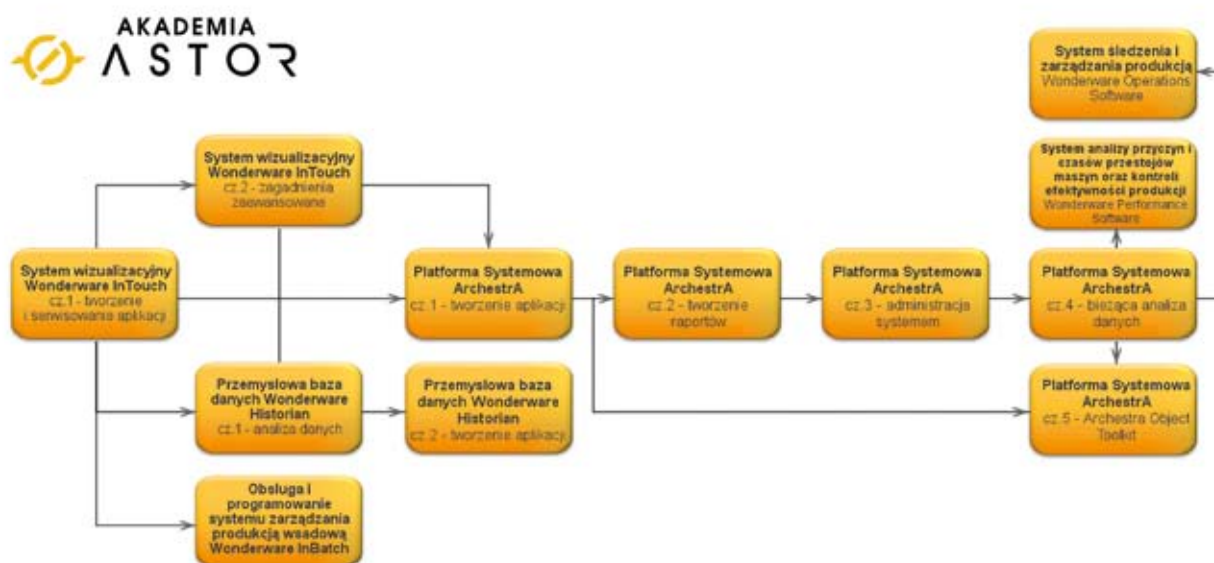 AKADEMIA
ASTOR
System śledzenia i
zarządzania produkcją
Wonderware Operations
Software
System wizualizacyjny
Wonderware InTouch
cz.2 - zagadnienia
zaawansowane
System analizy przyczyn i
czasów przestojów
maszyn oraz kontroli
efektywności produkcji
Wonderware Performance
Software
System wizualizacyjny
Wonderware InTouch
cz.1 - tworzenie
i serwisowanie aplikacji
Platforma Systemowa
ArchestrA
cz.1 - tworzenie aplikacji
Platforma Systemowa
ArchestrA
cz.2 - tworzenie
raportów
Platforma Systemowa
ArchestrA
cz.3 - administracja
systemem
Platforma Systemowa
ArchestrA
cz.4 - bieżąca analiza
danych
Przemysłowa baza
danych Wonderware
Historian
cz.1 - analiza danych
Przemysłowa baza
danych Wonderware
Historian
cz.2 - tworzenie aplikacji
Platforma Systemowa
ArchestrA
cz.5 - Archestra Object
Toolkit
Obsługa i
programowanie
systemu zarządzania
produkcją wsadową
Wonderware InBatch